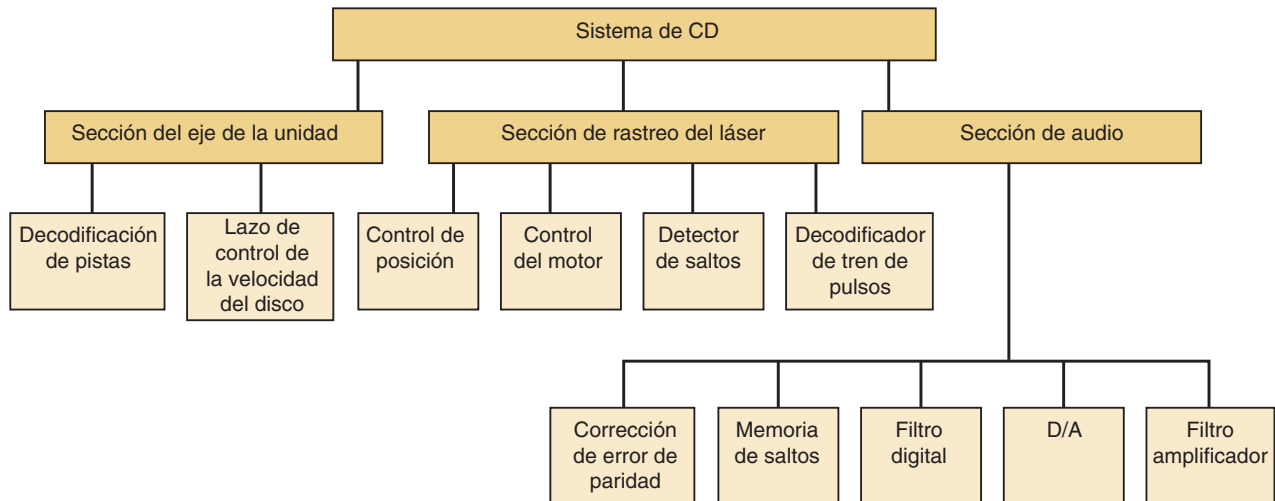 Sistema de CD
Sección del eje de la unidad
Sección de rastreo del láser
Sección de audio
Decodificación
de pistas
Lazo de
control de
la velocidad
del disco
Control de
posición
Control
del motor
Detector
de saltos
Decodificador
de tren de
pulsos
Corrección
de error de
paridad
Memoria
de saltos
Filtro
digital
D/A
Filtro
amplificador